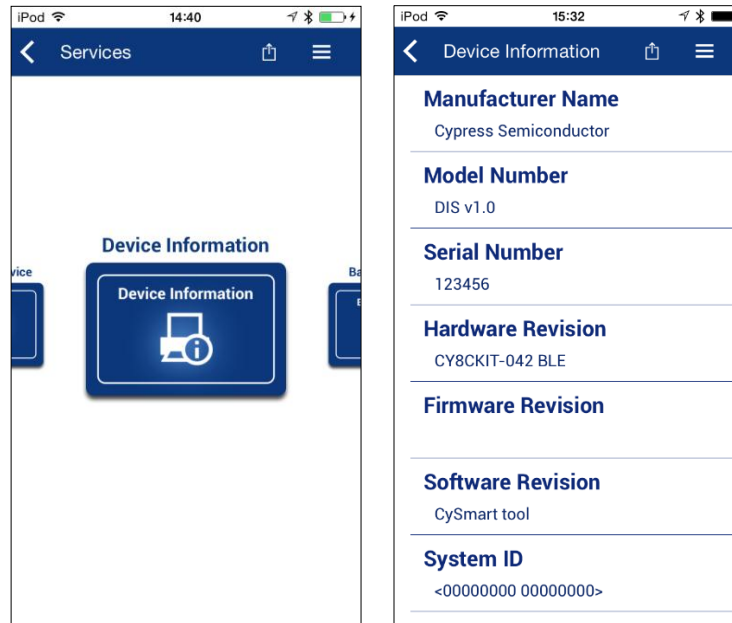 iPod 14:40
Services
Device Information
vice
Device Information
Ba
E
iPod 15:32
Device Information
Manufacturer Name
Cypress Semiconductor
Model Number
DIS v1.0
Serial Number
123456
Hardware Revision
CY8CKIT-042 BLE
Firmware Revision
Software Revision
CySmart tool
System ID
<00000000 00000000>